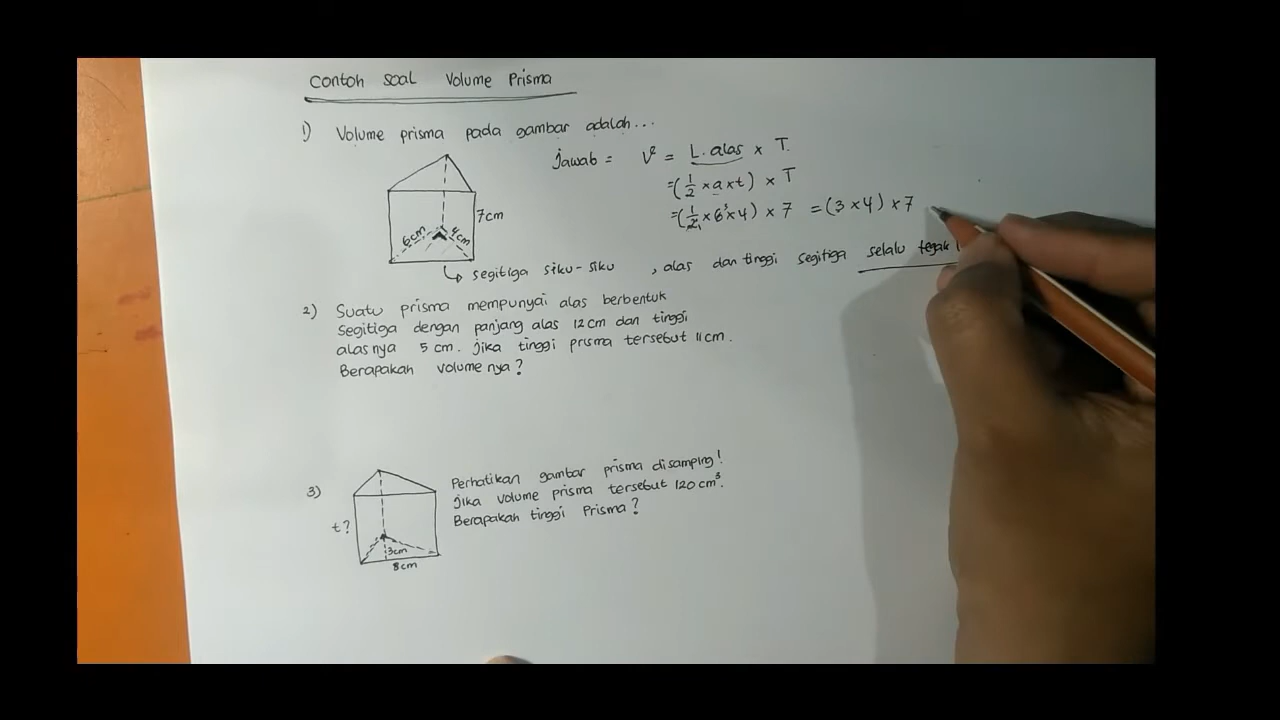 Contoh Soal Volume Prisma
1) Volume prisma pada gambar adalah...
7cm
6cm
4cm
Jawab = V = L. alas × T.
= (1/2 × a × t) × T
= (1/2 × 6 × 4) × 7 = (3 × 4) × 7
segitiga siku-siku , alas dan tinggi segitiga selalu tegak
2) Suatu prisma mempunyai alas berbentuk
segitiga dengan panjang alas 12 cm dan tinggi
alasnya 5 cm. Jika tinggi prisma tersebut 11 cm.
Berapakah volumenya?
3) Perhatikan gambar prisma disamping!
Jika volume prisma tersebut 120 cm³.
Berapakah tinggi Prisma?
t?
3cm
8cm